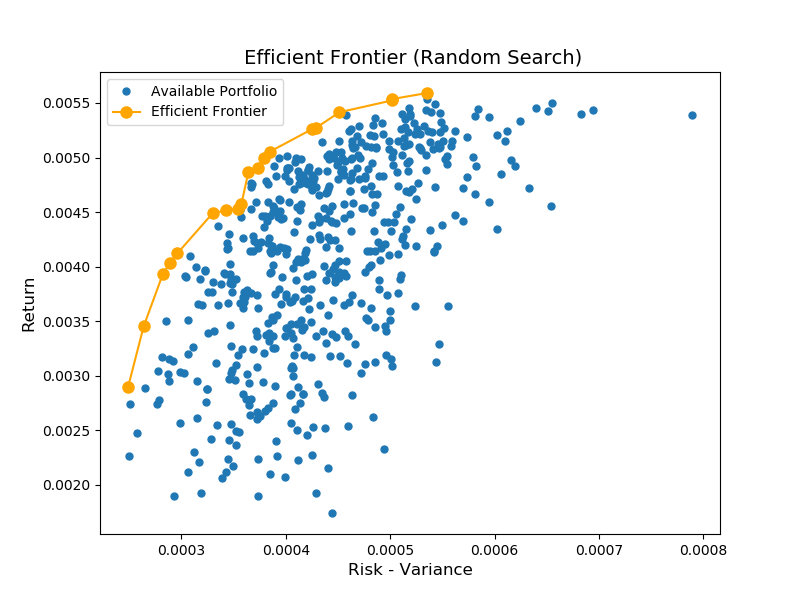 Efficient Frontier (Random Search)
Available Portfolio
Efficient Frontier
0.0055
0.0050
0.0045
0.0040
0.0035
0.0030
0.0025
0.0020
Return
0.0003 0.0004 0.0005 0.0006 0.0007 0.0008
Risk - Variance